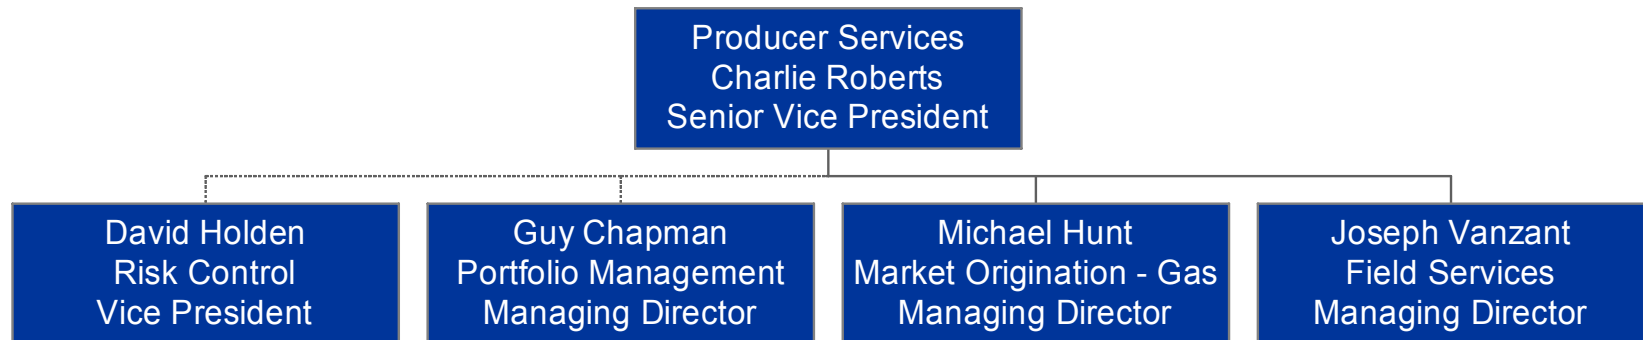 Producer Services
Charlie Roberts
Senior Vice President
David Holden
Risk Control
Vice President
Guy Chapman
Portfolio Management
Managing Director
Michael Hunt
Market Origination - Gas
Managing Director
Joseph Vanzant
Field Services
Managing Director